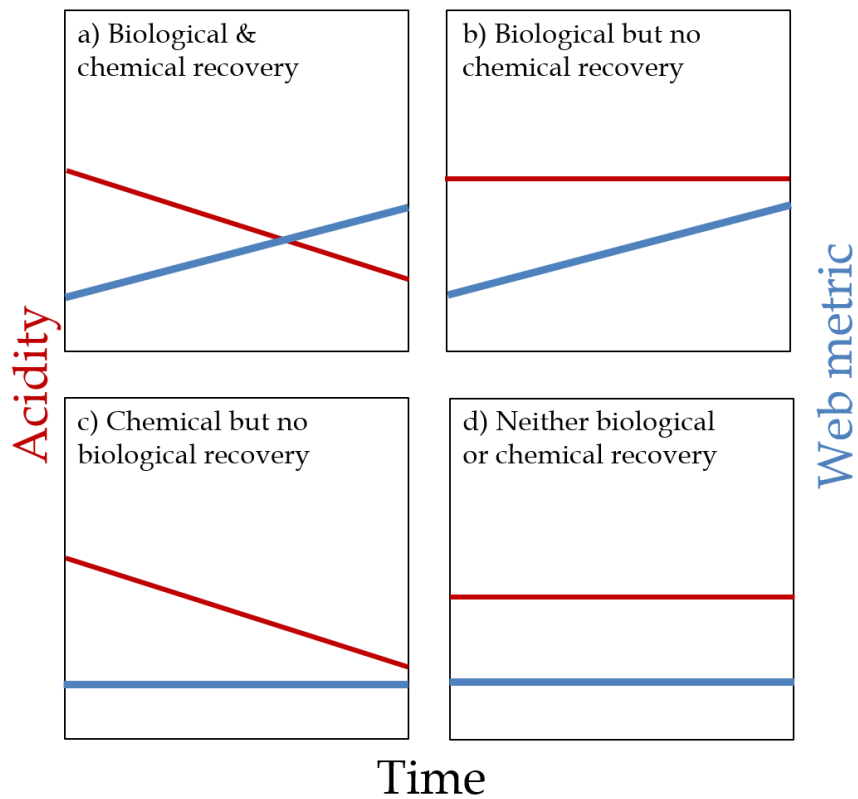 a) Biological &
chemical recovery
b) Biological but no
chemical recovery
Acidity
Web metric
c) Chemical but no
biological recovery
d) Neither biological
or chemical recovery
Time